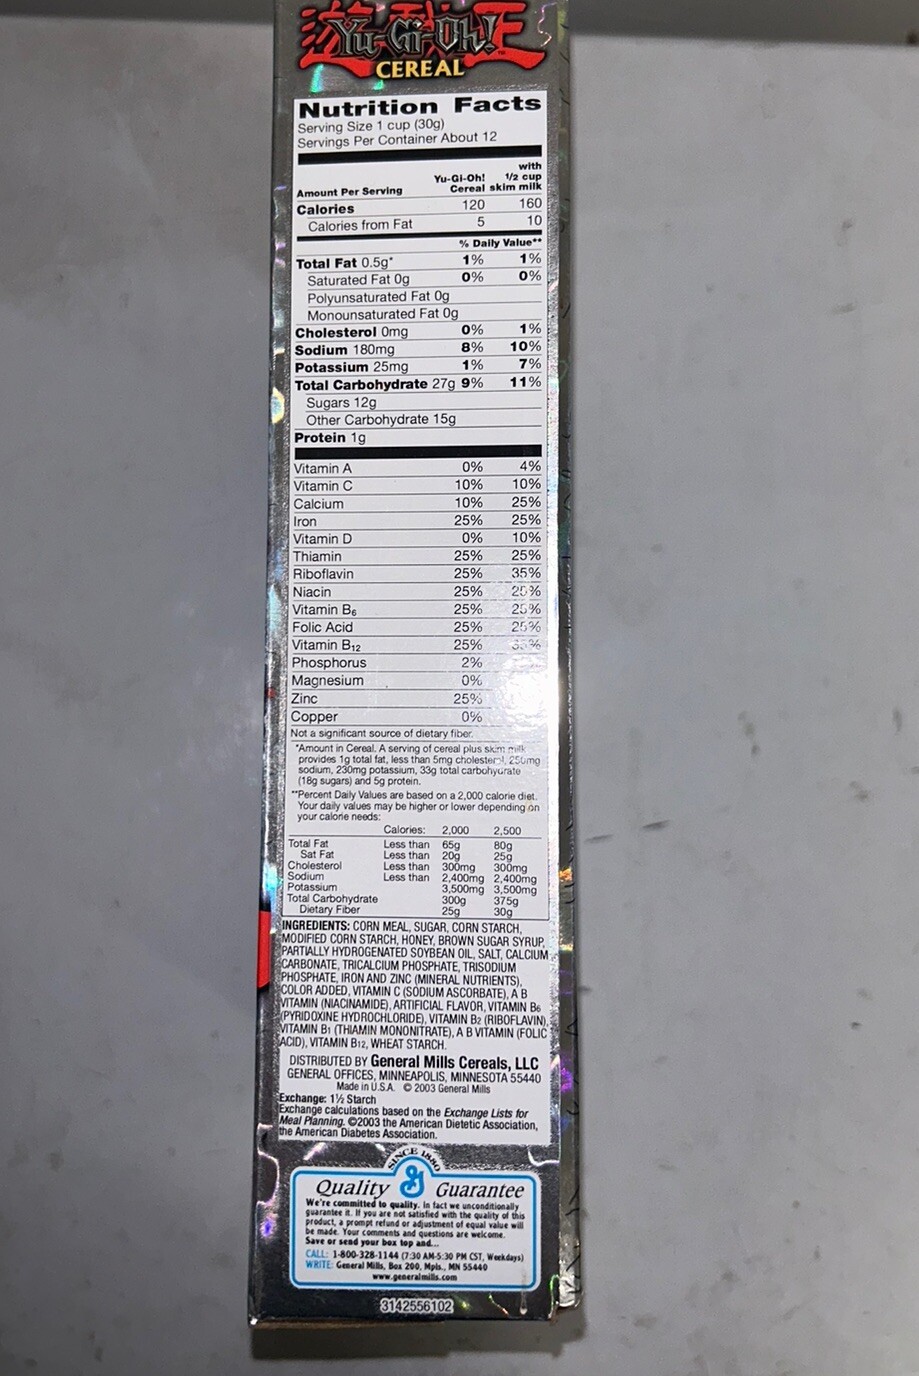 遊戯王
Yu-Gi-Oh!
CEREAL
Nutrition Facts
Serving Size 1 cup (30g)
Servings Per Container About 12
Amount Per Serving Yu-Gi-Oh! Cereal with 1/2 cup skim milk
Calories 120 160
Calories from Fat 5 10
% Daily Value**
Total Fat 0.5g* 1% 1%
Saturated Fat 0g 0% 0%
Polyunsaturated Fat 0g
Monounsaturated Fat 0g
Cholesterol 0mg 0% 1%
Sodium 180mg 8% 10%
Potassium 25mg 1% 7%
Total Carbohydrate 27g 9% 11%
Sugars 12g
Other Carbohydrate 15g
Protein 1g
Vitamin A 0% 4%
Vitamin C 10% 10%
Calcium 10% 25%
Iron 25% 25%
Vitamin D 0% 10%
Thiamin 25% 25%
Riboflavin 25% 35%
Niacin 25% 25%
Vitamin B6 25% 25%
Folic Acid 25% 25%
Vitamin B12 25%
Phosphorus 2%
Magnesium 0%
Zinc 25%
Copper 0%
Not a significant source of dietary fiber.
*Amount in Cereal. A serving of cereal plus skim milk
provides 1g total fat, less than 5mg cholesterol, 250mg
sodium, 230mg potassium, 33g total carbohydrate
(18g sugars) and 5g protein.
**Percent Daily Values are based on a 2,000 calorie diet.
Your daily values may be higher or lower depending on
your calorie needs:
Calories: 2,000 2,500
Total Fat Less than 65g 80g
Sat Fat Less than 20g 25g
Cholesterol Less than 300mg 300mg
Sodium Less than 2,400mg 2,400mg
Potassium 3,500mg 3,500mg
Total Carbohydrate 300g 375g
Dietary Fiber 25g 30g
INGREDIENTS: CORN MEAL, SUGAR, CORN STARCH,
MODIFIED CORN STARCH, HONEY, BROWN SUGAR SYRUP,
PARTIALLY HYDROGENATED SOYBEAN OIL, SALT, CALCIUM
CARBONATE, TRICALCIUM PHOSPHATE, TRISODIUM
PHOSPHATE, IRON AND ZINC (MINERAL NUTRIENTS),
COLOR ADDED, VITAMIN C (SODIUM ASCORBATE), A B
VITAMIN (NIACINAMIDE), ARTIFICIAL FLAVOR, VITAMIN B6
(PYRIDOXINE HYDROCHLORIDE), VITAMIN B2 (RIBOFLAVIN),
VITAMIN B1 (THIAMIN MONONITRATE), A B VITAMIN (FOLIC
ACID), VITAMIN B12, WHEAT STARCH.
DISTRIBUTED BY General Mills Cereals, LLC
GENERAL OFFICES, MINNEAPOLIS, MINNESOTA 55440
Made in U.S.A. © 2003 General Mills
Exchange: 1½ Starch
Exchange calculations based on the Exchange Lists for
Meal Planning. ©2003 the American Dietetic Association,
the American Diabetes Association.
SINCE 1880
Quality G Guarantee
We're committed to quality. In fact we unconditionally
guarantee it. If you are not satisfied with the quality of this
product, a prompt refund or adjustment of equal value will
be made. Your comments and questions are welcome.
Save or send your box top and...
CALL: 1-800-328-1144 (7:30 AM-5:30 PM CST, Weekdays)
WRITE: General Mills, Box 200, Mpls., MN 55440
www.generalmills.com
3142556102